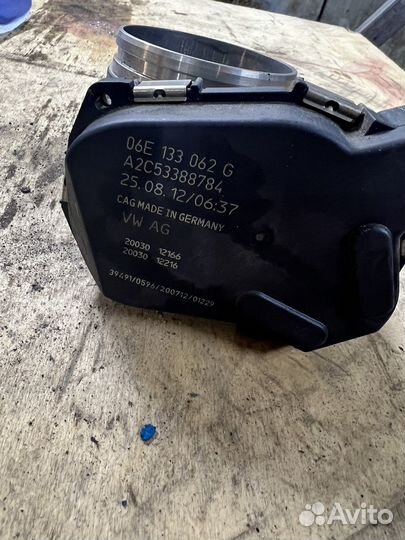 06E 133 062 G
A2C53388784
25.08.12/06:37
CAG MADE IN GERMANY
VW AG
20030 12166
20030 12216
39491/0596/200712/01229
Avito